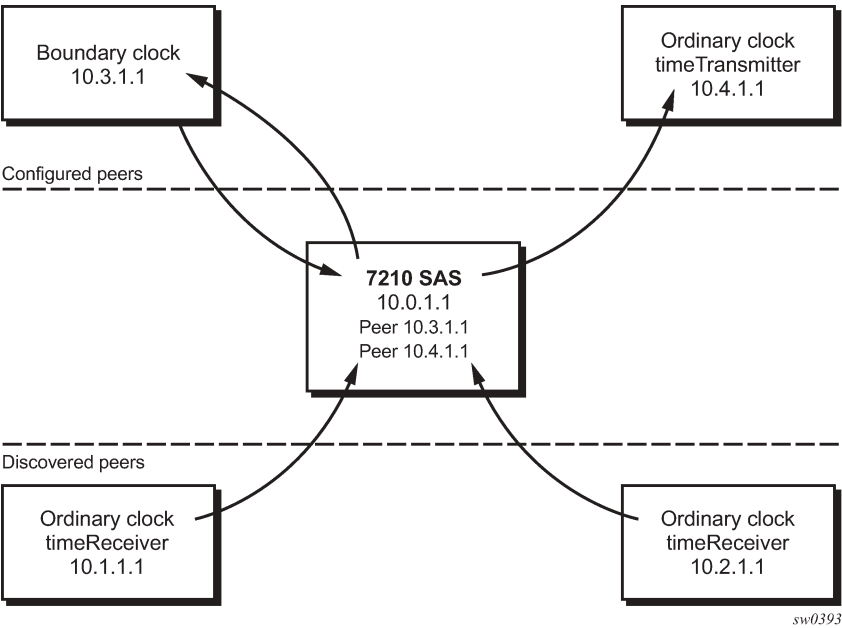 Boundary clock
10.3.1.1
Ordinary clock
timeTransmitter
10.4.1.1
Configured peers
7210 SAS
10.0.1.1
Peer 10.3.1.1
Peer 10.4.1.1
Discovered peers
Ordinary clock
timeReceiver
10.1.1.1
Ordinary clock
timeReceiver
10.2.1.1
sw0393